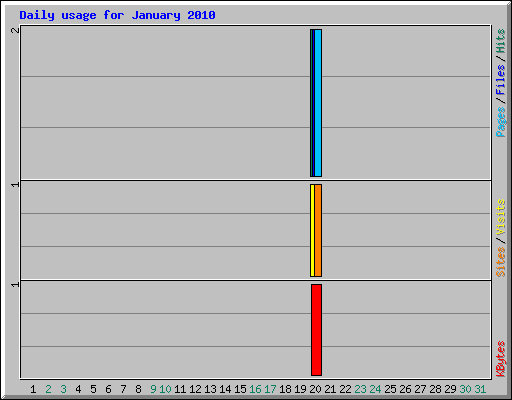 Daily usage for January 2010
2
1
1
Pages / Files / Hits
Sites / Visits
KBytes
1 2 3 4 5 6 7 8 9 10 11 12 13 14 15 16 17 18 19 20 21 22 23 24 25 26 27 28 29 30 31